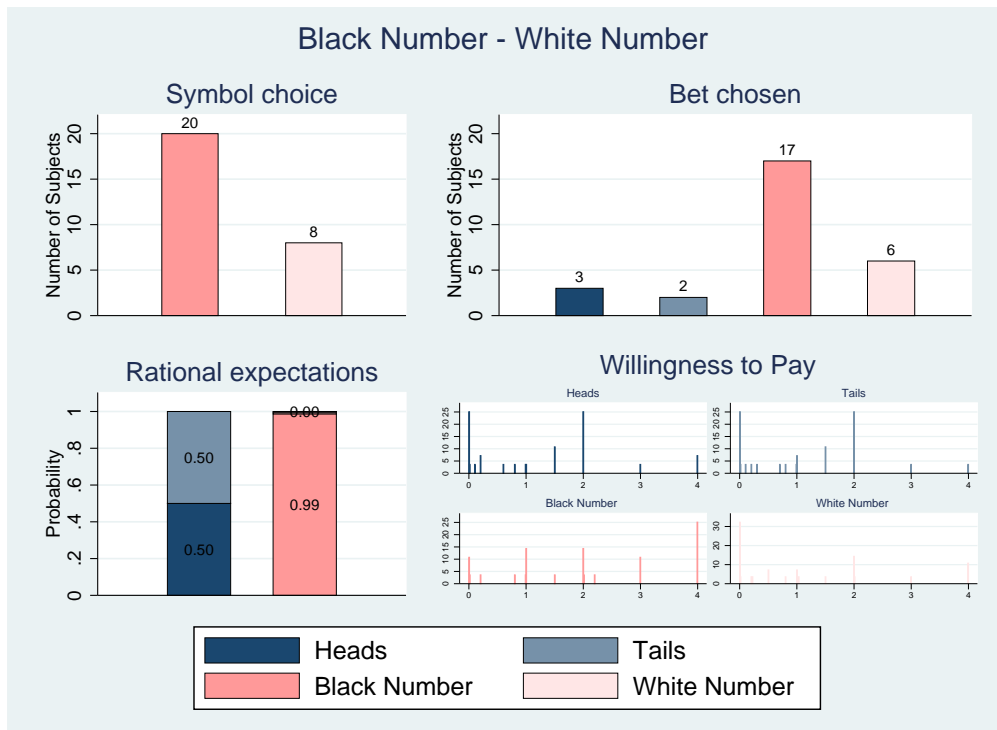 Black Number - White Number
Symbol choice
Number of Subjects
0 5 10 15 20
20
8
Bet chosen
Number of Subjects
0 5 10 15 20
3
2
17
6
Rational expectations
Probability
0 .2 .4 .6 .8 1
0.50
0.50
0.99
0.00
Willingness to Pay
Heads
0 5 10 15 20 25
0 1 2 3 4
Tails
0 5 10 15 20 25
0 1 2 3 4
Black Number
0 5 10 15 20 25
0 1 2 3 4
White Number
0 10 20 30
0 1 2 3 4
Heads Tails
Black Number White Number